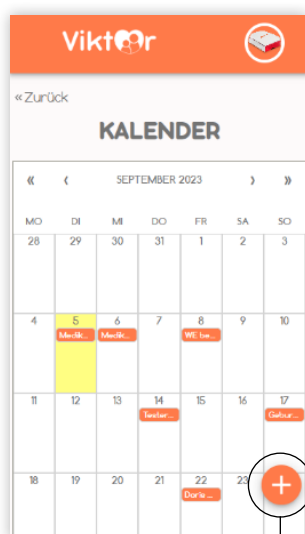 Viktor
«Zurück
KALENDER
« ‹ SEPTEMBER 2023 › »
MO DI MI DO FR SA SO
28 29 30 31 1 2 3
4 5 6 7 8 9 10
Medik... Medik... WE be...
11 12 13 14 15 16 17
Tester... Gebur...
18 19 20 21 22 23
Doris ...
+